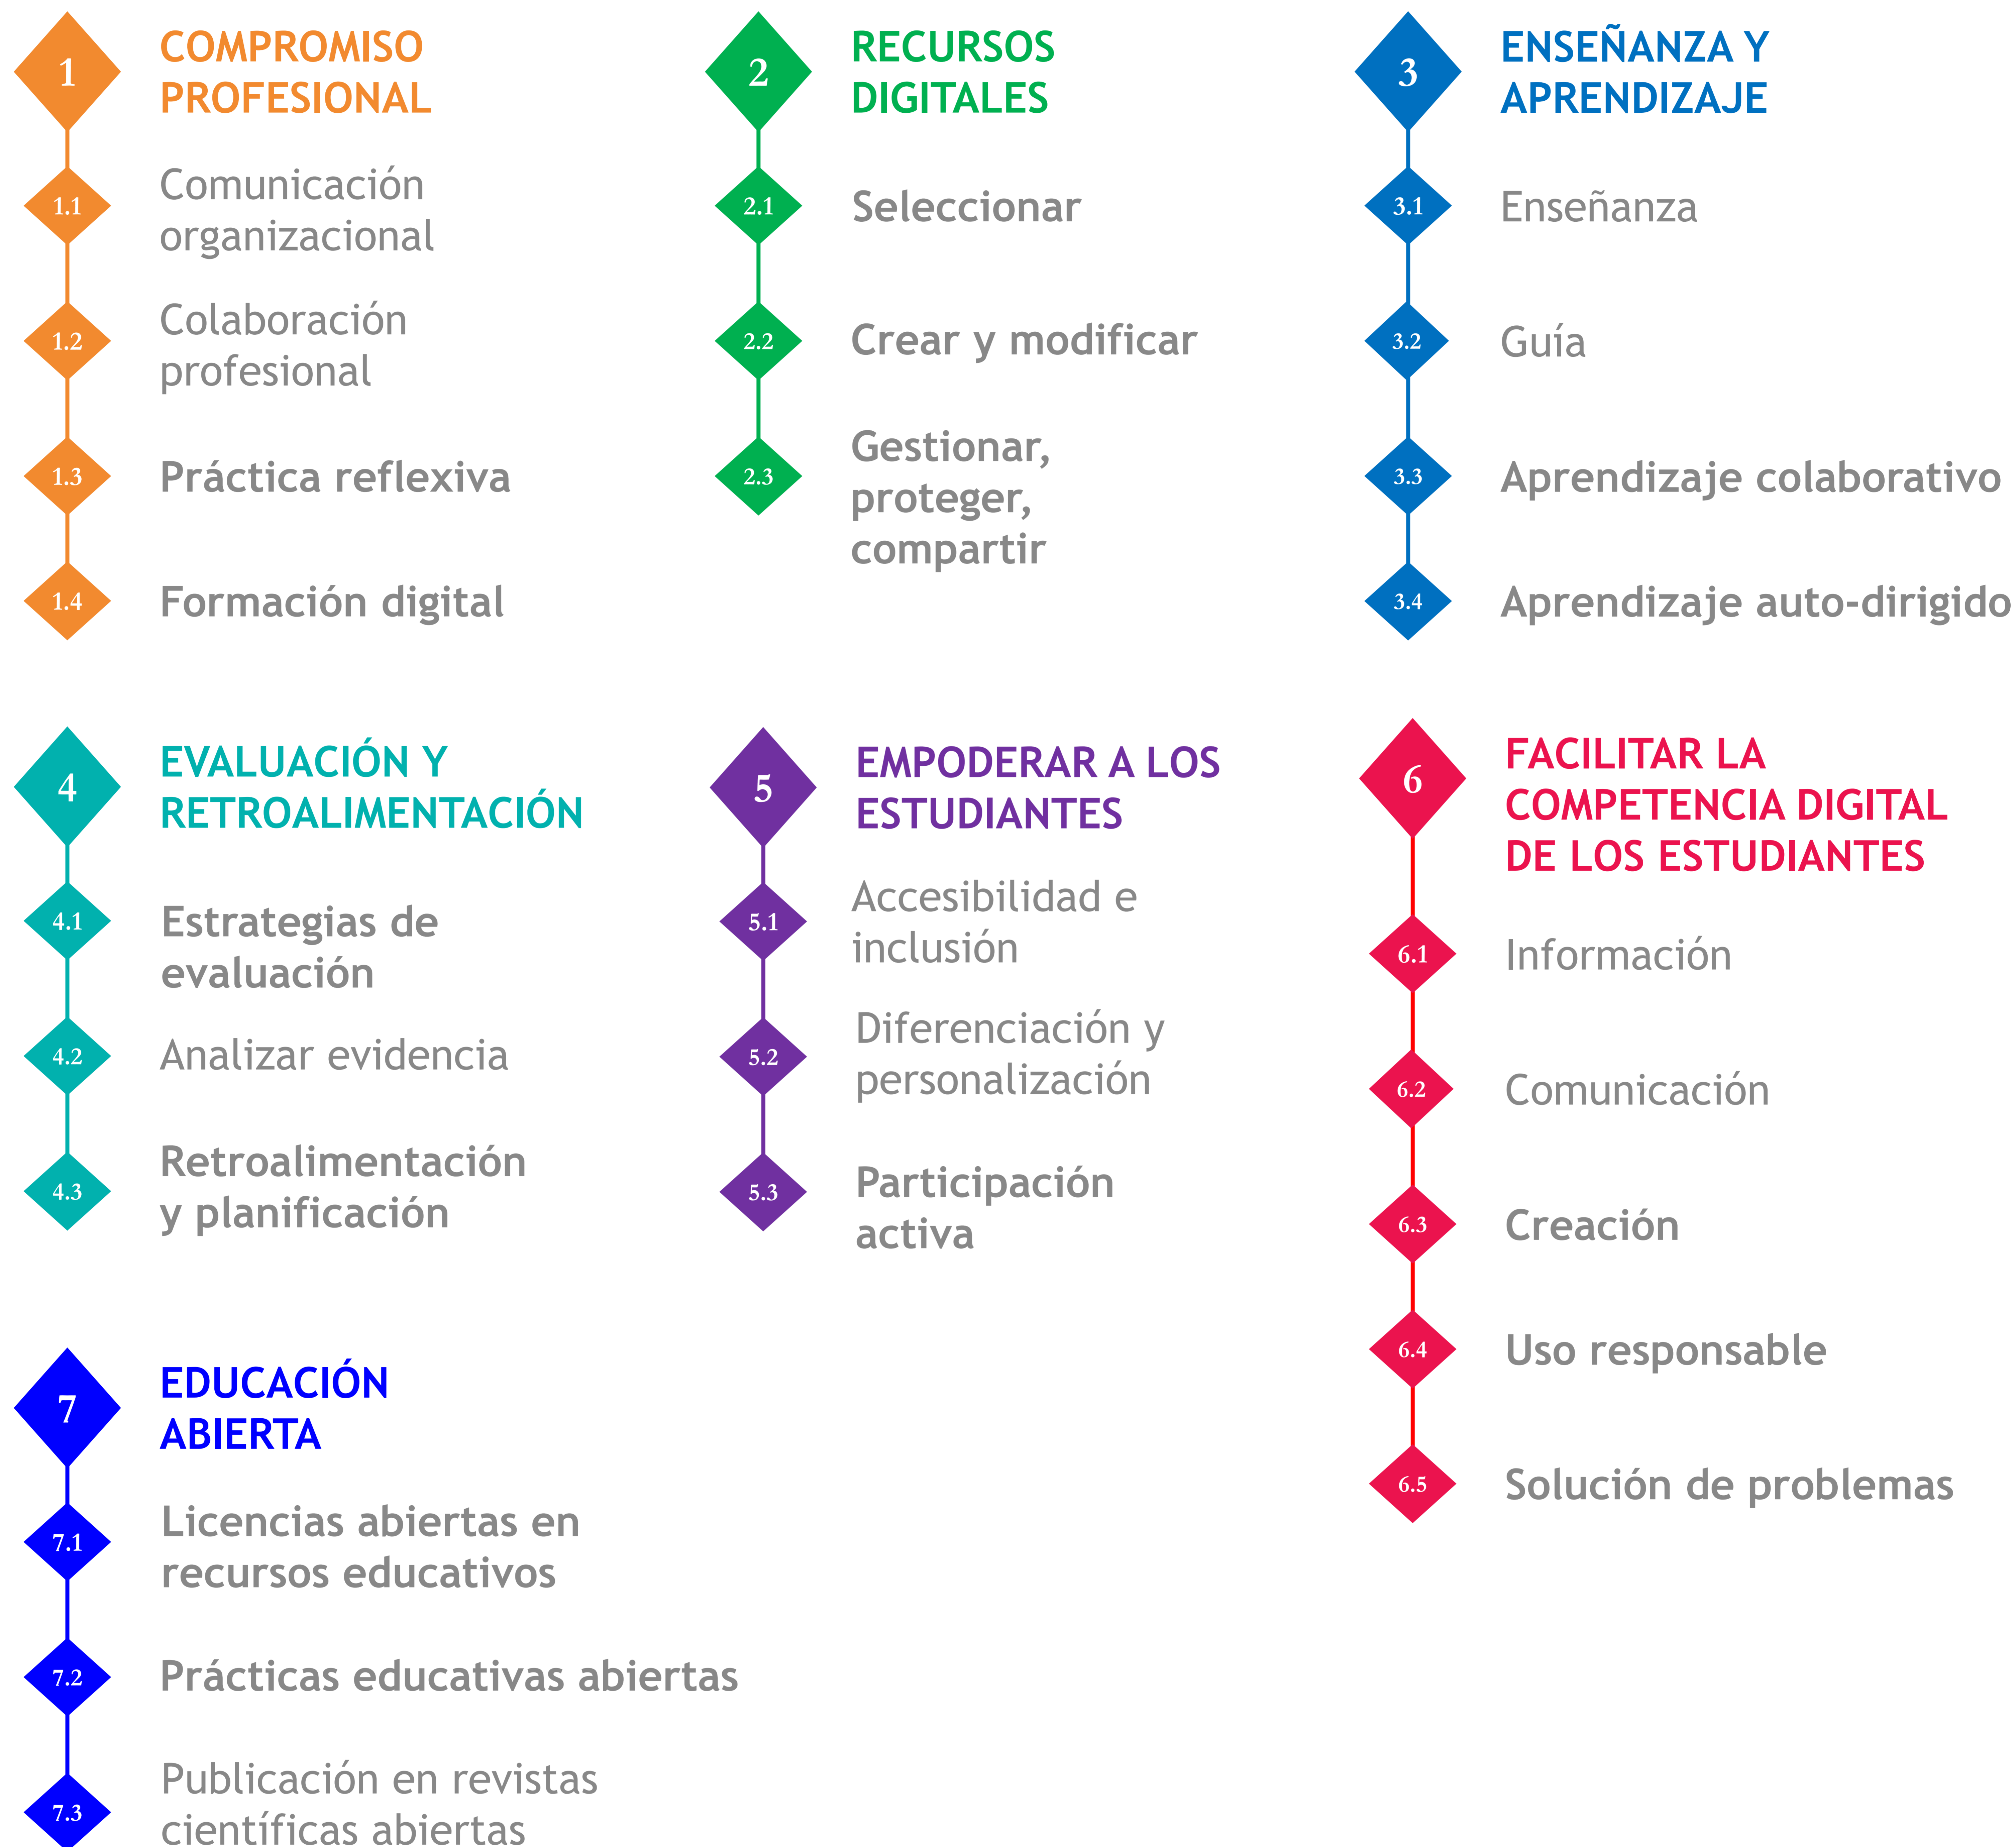 1
COMPROMISO
PROFESIONAL
1.1
Comunicación
organizacional
1.2
Colaboración
profesional
1.3
Práctica reflexiva
1.4
Formación digital
2
RECURSOS
DIGITALES
2.1
Seleccionar
2.2
Crear y modificar
2.3
Gestionar,
proteger,
compartir
3
ENSEÑANZA Y
APRENDIZAJE
3.1
Enseñanza
3.2
Guía
3.3
Aprendizaje colaborativo
3.4
Aprendizaje auto-dirigido
4
EVALUACIÓN Y
RETROALIMENTACIÓN
4.1
Estrategias de
evaluación
4.2
Analizar evidencia
4.3
Retroalimentación
y planificación
5
EMPODERAR A LOS
ESTUDIANTES
5.1
Accesibilidad e
inclusión
5.2
Diferenciación y
personalización
5.3
Participación
activa
6
FACILITAR LA
COMPETENCIA DIGITAL
DE LOS ESTUDIANTES
6.1
Información
6.2
Comunicación
6.3
Creación
6.4
Uso responsable
6.5
Solución de problemas
7
EDUCACIÓN
ABIERTA
7.1
Licencias abiertas en
recursos educativos
7.2
Prácticas educativas abiertas
7.3
Publicación en revistas
científicas abiertas